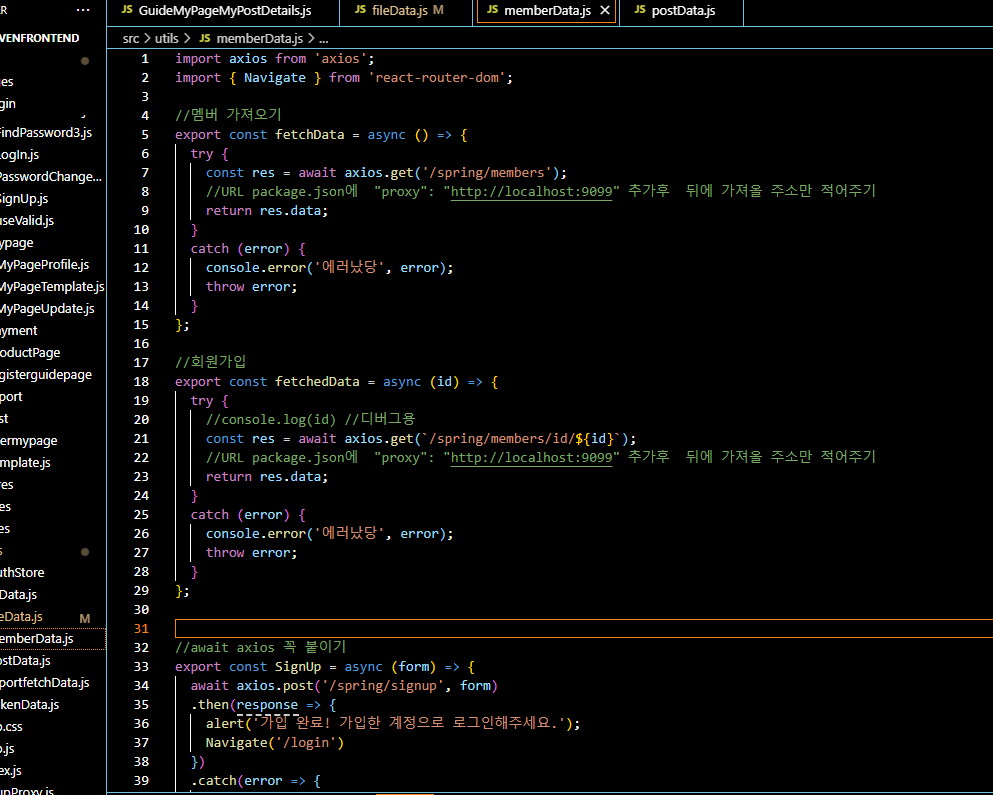 R ...
JS GuideMyPageMyPostDetails.js JS fileData.js M JS memberData.js × JS postData.js
VENFRONTEND
src > utils > JS memberData.js > ...
es
gin
FindPassword3.js
LogIn.js
PasswordChange...
SignUp.js
useValid.js
ypage
MyPageProfile.js
MyPageTemplate.js
MyPageUpdate.js
ayment
oductPage
gisterguidepage
port
st
ermypage
mplate.js
res
es
es
s
uthStore
Data.js
eData.js M
emberData.js
ostData.js
portfetchData.js
kenData.js
p.css
p.js
ex.js
upProxy.js
1 import axios from 'axios';
2 import { Navigate } from 'react-router-dom';
3
4 //멤버 가져오기
5 export const fetchData = async () => {
6 try {
7 const res = await axios.get('/spring/members');
8 //URL package.json에 "proxy": "http://localhost:9099" 추가후 뒤에 가져올 주소만 적어주기
9 return res.data;
10 }
11 catch (error) {
12 console.error('에러났당', error);
13 throw error;
14 }
15 };
16
17 //회원가입
18 export const fetchedData = async (id) => {
19 try {
20 //console.log(id) //디버그용
21 const res = await axios.get(`/spring/members/id/${id}`);
22 //URL package.json에 "proxy": "http://localhost:9099" 추가후 뒤에 가져올 주소만 적어주기
23 return res.data;
24 }
25 catch (error) {
26 console.error('에러났당', error);
27 throw error;
28 }
29 };
30
31
32 //await axios 꼭 붙이기
33 export const SignUp = async (form) => {
34 await axios.post('/spring/signup', form)
35 .then(response => {
36 alert('가입 완료! 가입한 계정으로 로그인해주세요.');
37 Navigate('/login')
38 })
39 .catch(error => {